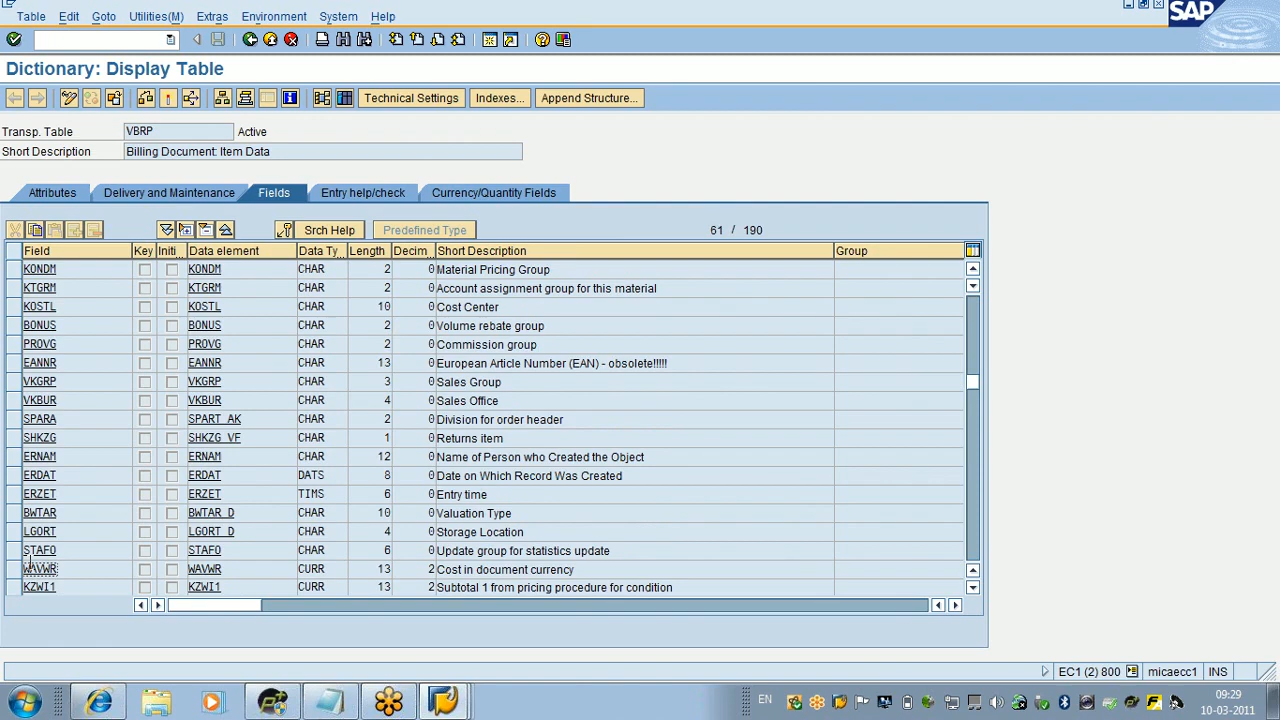 Table Edit Goto Utilities(M) Extras Environment System Help
SAP
Dictionary: Display Table
Technical Settings Indexes... Append Structure...
Transp. Table VBRP Active
Short Description Billing Document: Item Data
Attributes Delivery and Maintenance Fields Entry help/check Currency/Quantity Fields
Srch Help Predefined Type 61 / 190
Field Key Initi... Data element Data Ty... Length Decim... Short Description Group
KONDM KONDM CHAR 2 0 Material Pricing Group
KTGRM KTGRM CHAR 2 0 Account assignment group for this material
KOSTL KOSTL CHAR 10 0 Cost Center
BONUS BONUS CHAR 2 0 Volume rebate group
PROVG PROVG CHAR 2 0 Commission group
EANNR EANNR CHAR 13 0 European Article Number (EAN) - obsolete!!!!!
VKGRP VKGRP CHAR 3 0 Sales Group
VKBUR VKBUR CHAR 4 0 Sales Office
SPARA SPART_AK CHAR 2 0 Division for order header
SHKZG SHKZG_VF CHAR 1 0 Returns item
ERNAM ERNAM CHAR 12 0 Name of Person who Created the Object
ERDAT ERDAT DATS 8 0 Date on Which Record Was Created
ERZET ERZET TIMS 6 0 Entry time
BWTAR BWTAR_D CHAR 10 0 Valuation Type
LGORT LGORT_D CHAR 4 0 Storage Location
STAFO STAFO CHAR 6 0 Update group for statistics update
WAVWR WAVWR CURR 13 2 Cost in document currency
KZWI1 KZWI1 CURR 13 2 Subtotal 1 from pricing procedure for condition
EC1 (2) 800 micaecc1 INS
EN 09:29
10-03-2011